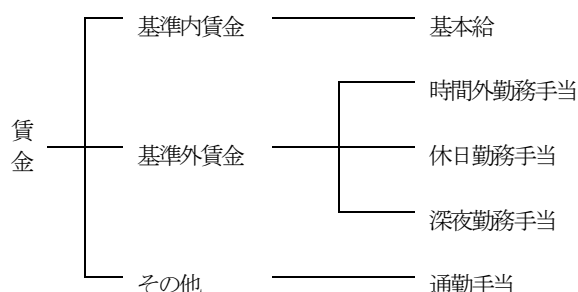 基準内賃金 基本給
時間外勤務手当
賃金 基準外賃金 休日勤務手当
深夜勤務手当
その他 通勤手当